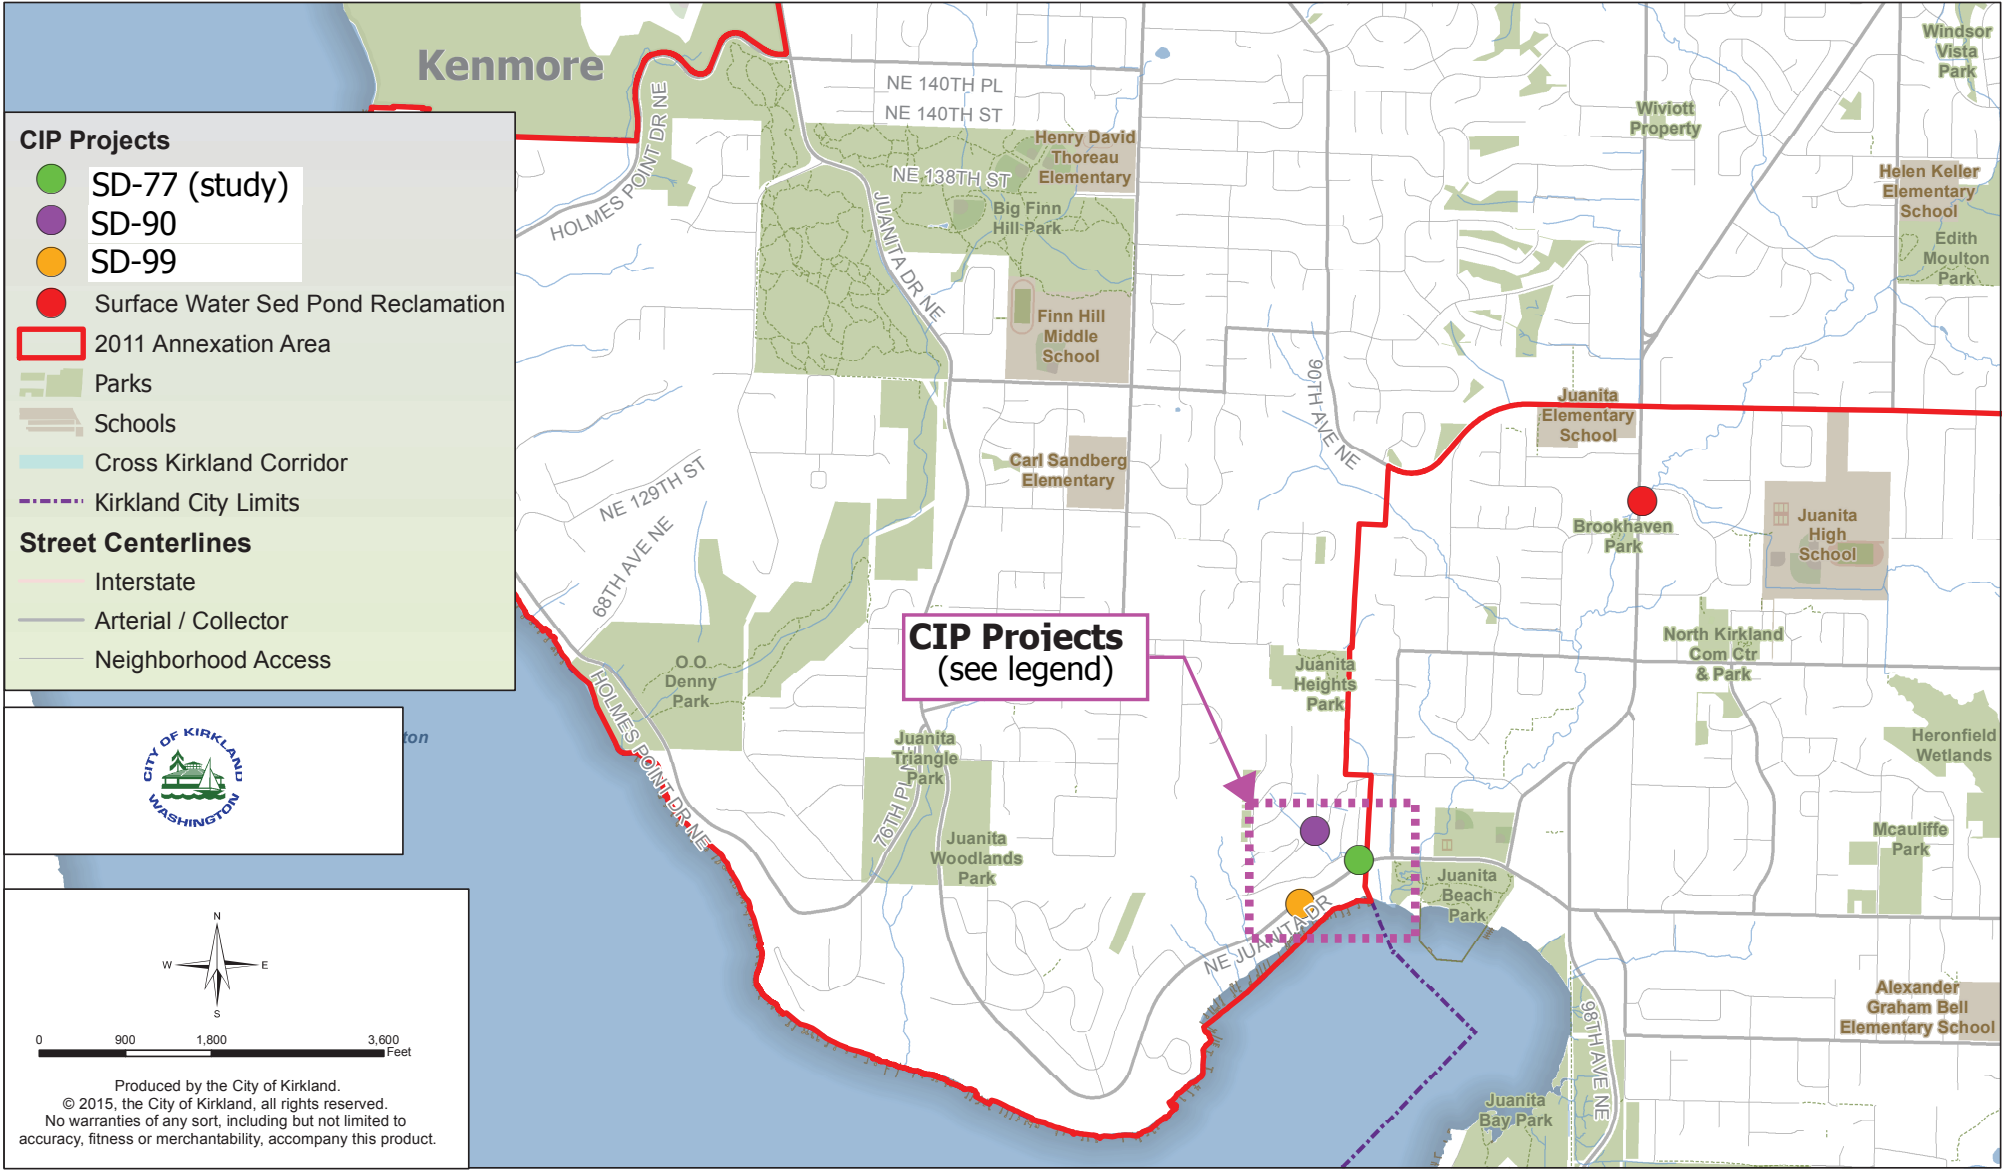 Kenmore
CIP Projects
SD-77 (study)
SD-90
SD-99
Surface Water Sed Pond Reclamation
2011 Annexation Area
Parks
Schools
Cross Kirkland Corridor
Kirkland City Limits
Street Centerlines
Interstate
Arterial / Collector
Neighborhood Access
ton
CITY OF KIRKLAND
WASHINGTON
N
W
E
S
0
900
1,800
3,600
Feet
Produced by the City of Kirkland.
© 2015, the City of Kirkland, all rights reserved.
No warranties of any sort, including but not limited to
accuracy, fitness or merchantability, accompany this product.
HOLMES POINT DR NE
NE 140TH PL
NE 140TH ST
NE 138TH ST
JUANITA DR NE
Henry David
Thoreau
Elementary
Big Finn
Hill Park
Finn Hill
Middle
School
Carl Sandberg
Elementary
NE 129TH ST
68TH AVE NE
O O
Denny
Park
HOLMES POINT DR NE
CIP Projects
(see legend)
Juanita
Triangle
Park
76TH PL
Juanita
Woodlands
Park
NE JUANITA DR
90TH AVE NE
Juanita
Heights
Park
Juanita
Beach
Park
Windsor
Vista
Park
Wiviott
Property
Helen Keller
Elementary
School
Edith
Moulton
Park
Juanita
Elementary
School
Brookhaven
Park
Juanita
High
School
North Kirkland
Com Ctr
& Park
Heronfield
Wetlands
Mcauliffe
Park
Alexander
Graham Bell
Elementary School
98TH AVE NE
Juanita
Bay Park